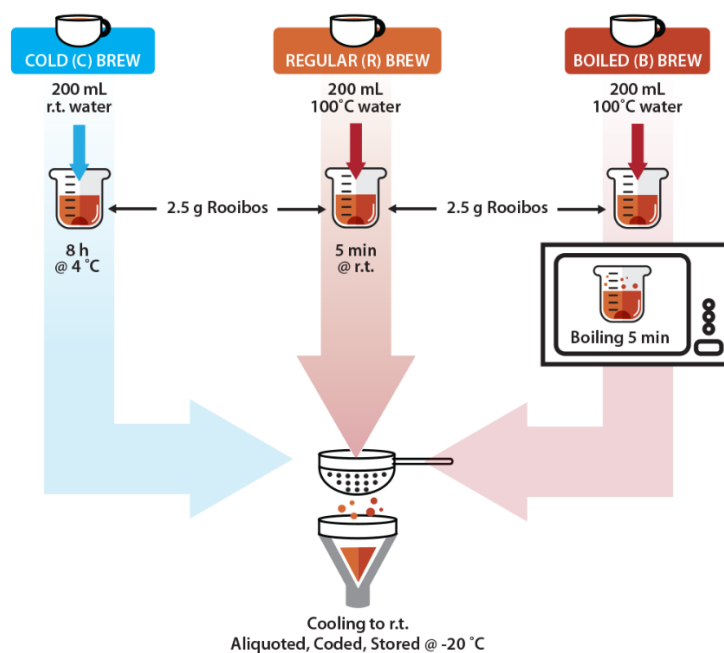 COLD (C) BREW
REGULAR (R) BREW
BOILED (B) BREW
200 mL
r.t. water
200 mL
100˚C water
200 mL
100˚C water
2.5 g Rooibos
2.5 g Rooibos
8 h
@ 4 ˚C
5 min
@ r.t.
Boiling 5 min
Cooling to r.t.
Aliquoted, Coded, Stored @ -20 ˚C